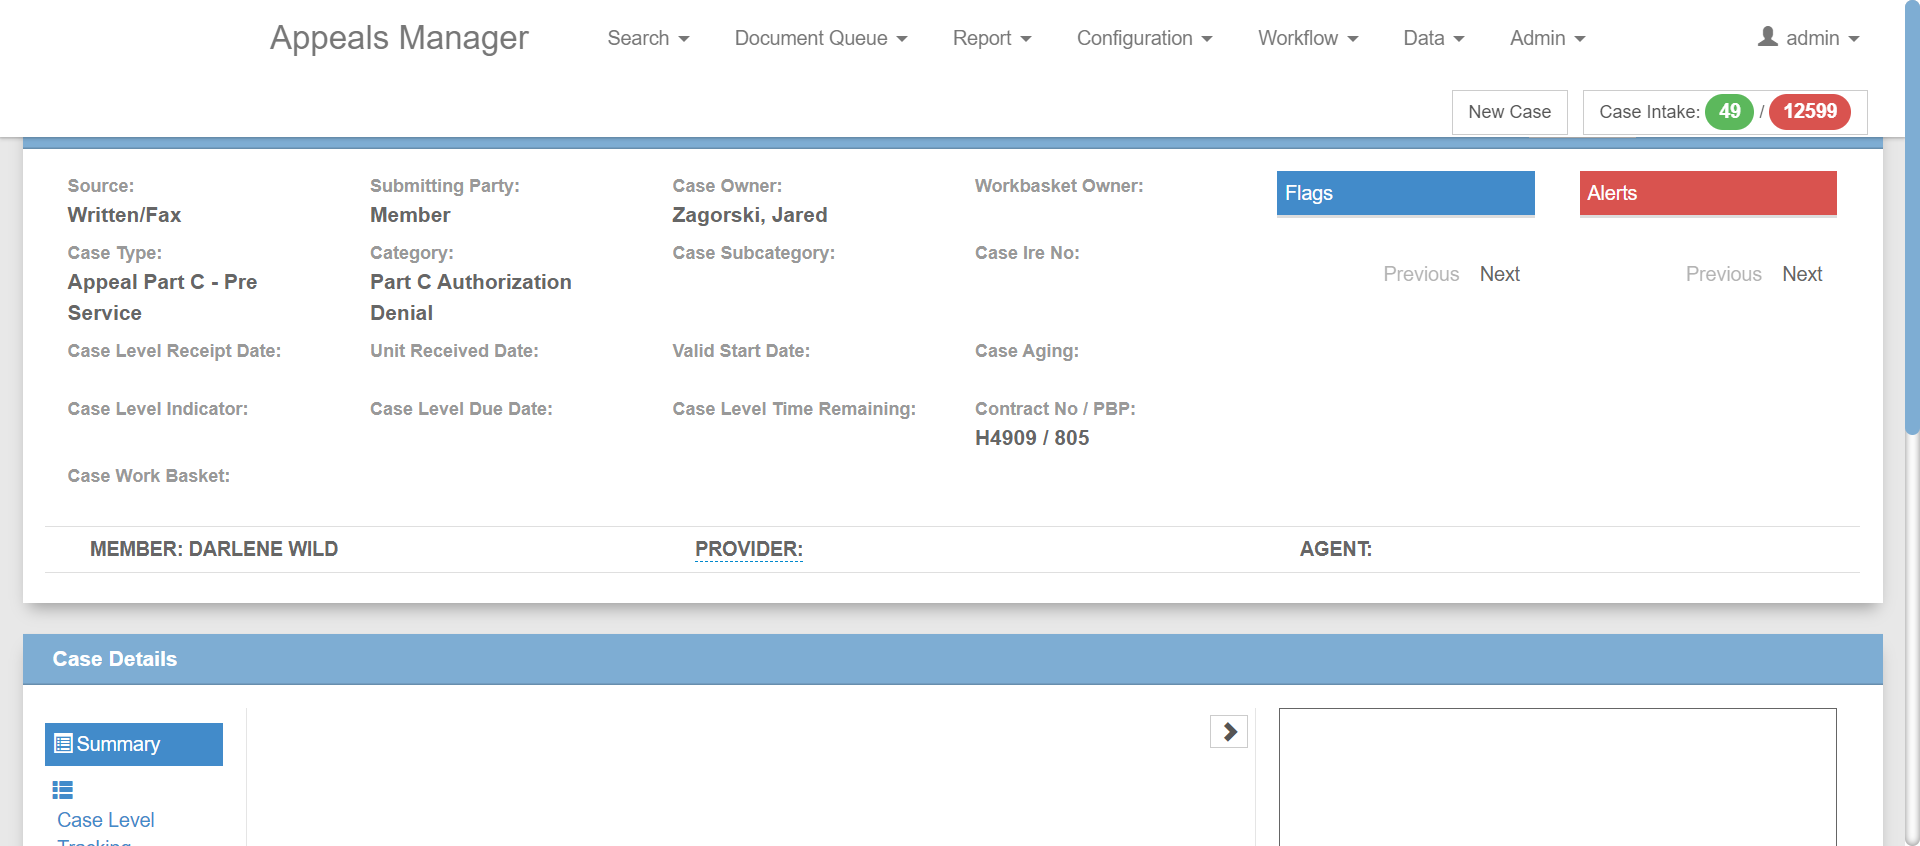 Appeals Manager
Search
Document Queue
Report
Configuration
Workflow
Data
Admin
admin
New Case
Case Intake: 49 / 12599
Source:
Written/Fax
Submitting Party:
Member
Case Owner:
Zagorski, Jared
Workbasket Owner:
Flags
Alerts
Case Type:
Appeal Part C - Pre
Service
Category:
Part C Authorization
Denial
Case Subcategory:
Case Ire No:
Previous Next
Previous Next
Case Level Receipt Date:
Unit Received Date:
Valid Start Date:
Case Aging:
Case Level Indicator:
Case Level Due Date:
Case Level Time Remaining:
Contract No / PBP:
H4909 / 805
Case Work Basket:
MEMBER: DARLENE WILD
PROVIDER:
AGENT:
Case Details
Summary
Case Level
Tracking